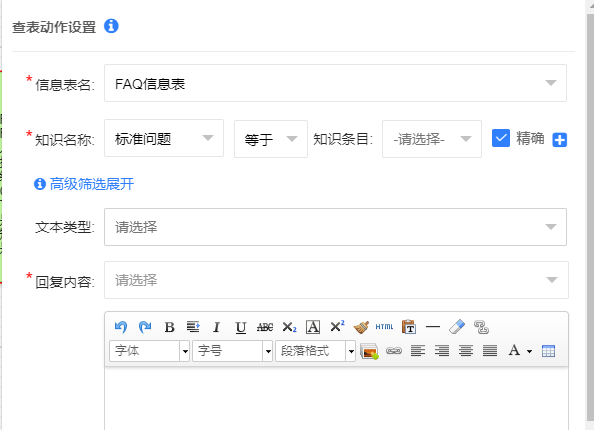 查表动作设置
*信息表名: FAQ信息表
*知识名称: 标准问题 等于 知识条目: -请选择- 精确
高级筛选展开
文本类型: 请选择
*回复内容: 请选择
B I U ABC X2 A X2 HTML T
字体 字号 段落格式 A